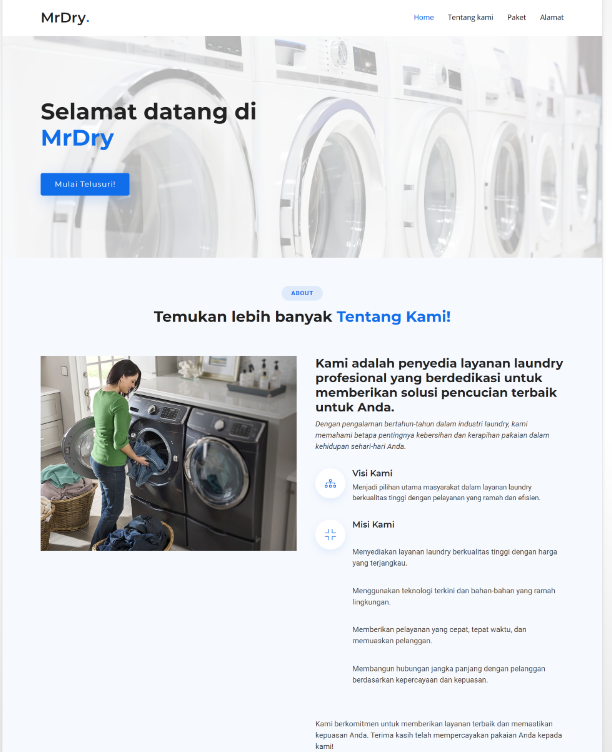 MrDry.
Home Tentang kami Paket Alamat
Selamat datang di
MrDry
Mulai Telusuri!
ABOUT
Temukan lebih banyak Tentang Kami!
Kami adalah penyedia layanan laundry
profesional yang berdedikasi untuk
memberikan solusi pencucian terbaik
untuk Anda.
Dengan pengalaman bertahun-tahun dalam industri laundry, kami
memahami betapa pentingnya kebersihan dan kerapihan pakaian dalam
kehidupan sehari-hari Anda.
Visi Kami
Menjadi pilihan utama masyarakat dalam layanan laundry
berkualitas tinggi dengan pelayanan yang ramah dan efisien.
Misi Kami
Menyediakan layanan laundry berkualitas tinggi dengan harga
yang terjangkau.
Menggunakan teknologi terkini dan bahan-bahan yang ramah
lingkungan.
Memberikan pelayanan yang cepat, tepat waktu, dan
memuaskan pelanggan.
Membangun hubungan jangka panjang dengan pelanggan
berdasarkan kepercayaan dan kepuasan.
Kami berkomitmen untuk memberikan layanan terbaik dan memastikan
kepuasan Anda. Terima kasih telah mempercayakan pakaian Anda kepada
kami!